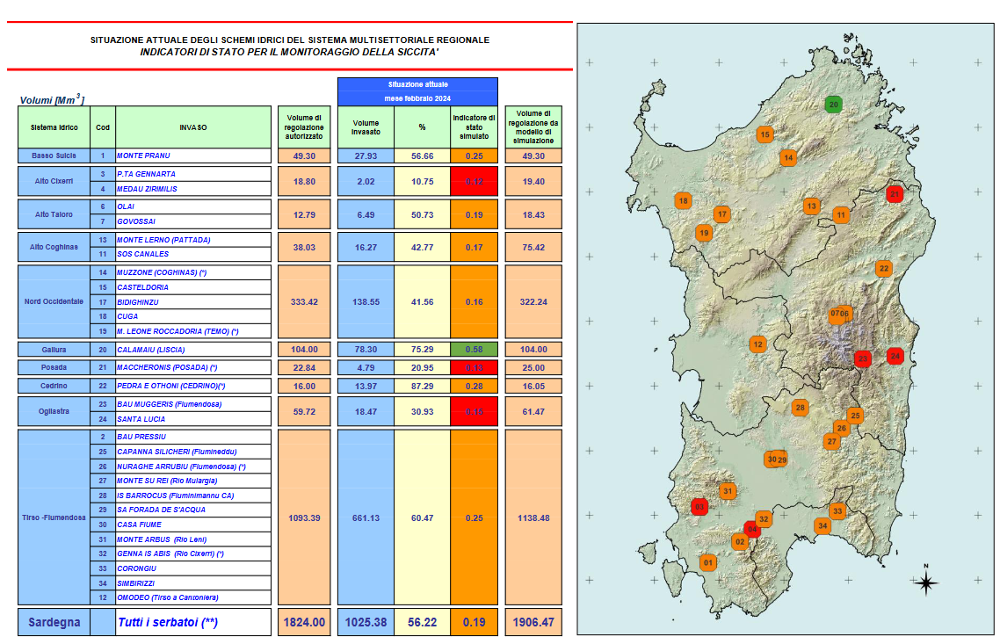 SITUAZIONE ATTUALE DEGLI SCHEMI IDRICI DEL SISTEMA MULTISETTORIALE REGIONALE
INDICATORI DI STATO PER IL MONITORAGGIO DELLA SICCITA'
Volumi [Mm3]
Situazione attuale
mese febbraio 2024
Sistema idrico Cod INVASO Volume di regolazione autorizzato Volume invasato % Indicatore di stato simulato Volume di regolazione da modello di simulazione
Basso Sulcis 1 MONTE PRANU 49.30 27.93 56.66 0.25 49.30
Alto Cixerri 18.80 2.02 10.75 0.12 19.40
3 P.TA GENNARTA
4 MEDAU ZIRIMILIS
Alto Taloro 12.79 6.49 50.73 0.19 18.43
6 OLAI
7 GOVOSSAI
Alto Coghinas 38.03 16.27 42.77 0.17 75.42
13 MONTE LERNO (PATTADA)
11 SOS CANALES
Nord Occidentale 333.42 138.55 41.56 0.16 322.24
14 MUZZONE (COGHINAS) (*)
15 CASTELDORIA
17 BIDIGHINZU
18 CUGA
19 M. LEONE ROCCADORIA (TEMO) (*)
Gallura 20 CALAMAIU (LISCIA) 104.00 78.30 75.29 0.58 104.00
Posada 21 MACCHERONIS (POSADA) (*) 22.84 4.79 20.95 0.13 25.00
Cedrino 22 PEDRA E OTHONI (CEDRINO)(*) 16.00 13.97 87.29 0.28 16.05
Ogliastra 59.72 18.47 30.93 61.47
23 BAU MUGGERIS (Flumendosa)
24 SANTA LUCIA
Tirso -Flumendosa 1093.39 661.13 60.47 0.25 1138.48
2 BAU PRESSIU
25 CAPANNA SILICHERI (Flumineddu)
26 NURAGHE ARRUBIU (Flumendosa) (*)
27 MONTE SU REI (Rio Mulargia)
28 IS BARROCUS (Fluminimannu CA)
29 SA FORADA DE S'ACQUA
30 CASA FIUME
31 MONTE ARBUS (Rio Leni)
32 GENNA IS ABIS (Rio Cixerri) (*)
33 CORONGIU
34 SIMBIRIZZI
12 OMODEO (Tirso a Cantoniera)
Sardegna Tutti i serbatoi (**) 1824.00 1025.38 56.22 0.19 1906.47
20
15
14
21
18
17
13
11
19
22
07 06
12
23
24
28
25
26
27
30 29
31
03
33
32
34
04
02
01
N